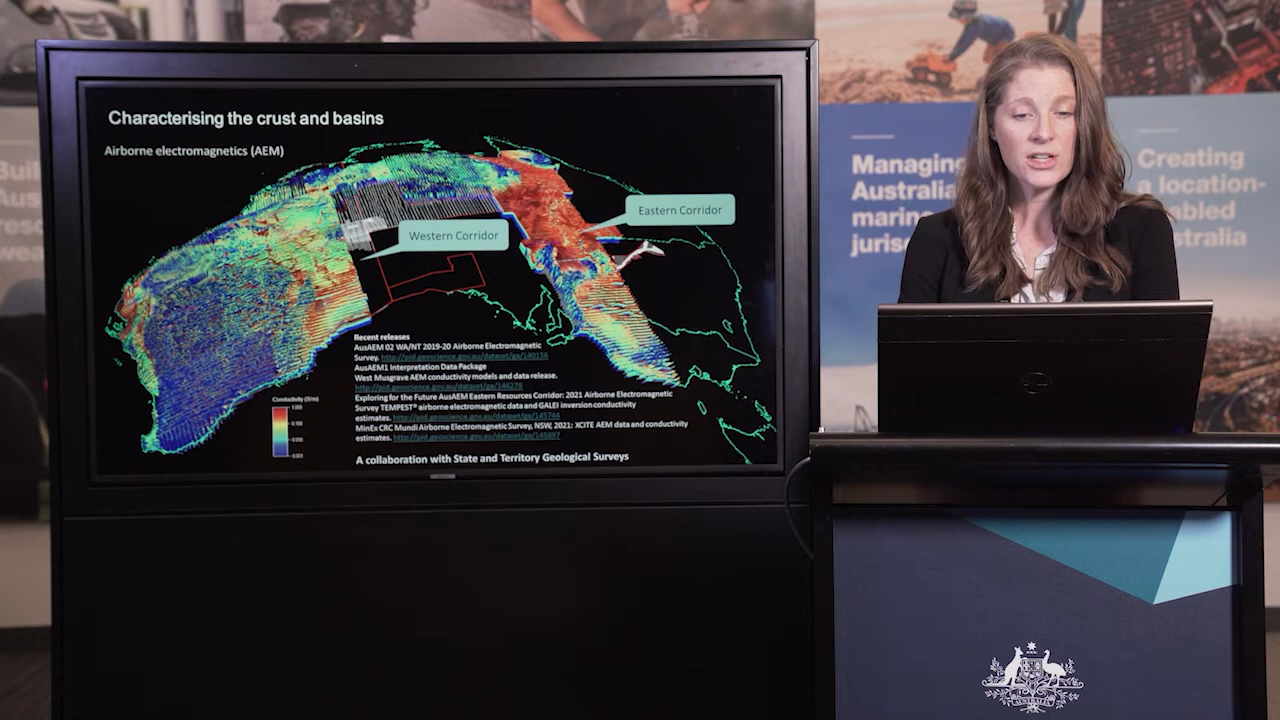 Characterising the crust and basins
Airborne electromagnetics (AEM)
Eastern Corridor
Western Corridor
Recent releases
AusAEM 02 WA/NT 2019-20 Airborne Electromagnetic
Survey. http://pid.geoscience.gov.au/dataset/ga/140156
AusAEM1 Interpretation Data Package
West Musgrave AEM conductivity models and data release.
http://pid.geoscience.gov.au/dataset/ga/146278
Exploring for the Future AusAEM Eastern Resources Corridor: 2021 Airborne Electromagnetic
Survey TEMPEST® airborne electromagnetic data and GALEI inversion conductivity
estimates. http://pid.geoscience.gov.au/dataset/ga/145744
MinEx CRC Mundi Airborne Electromagnetic Survey, NSW, 2021: XCITE AEM data and conductivity
estimates. http://pid.geoscience.gov.au/dataset/ga/145897
Conductivity (S/m)
A collaboration with State and Territory Geological Surveys
Managing
Australia
marin
juris
Creating
a location-
abled
stralia
DELL
AUSTRALIA